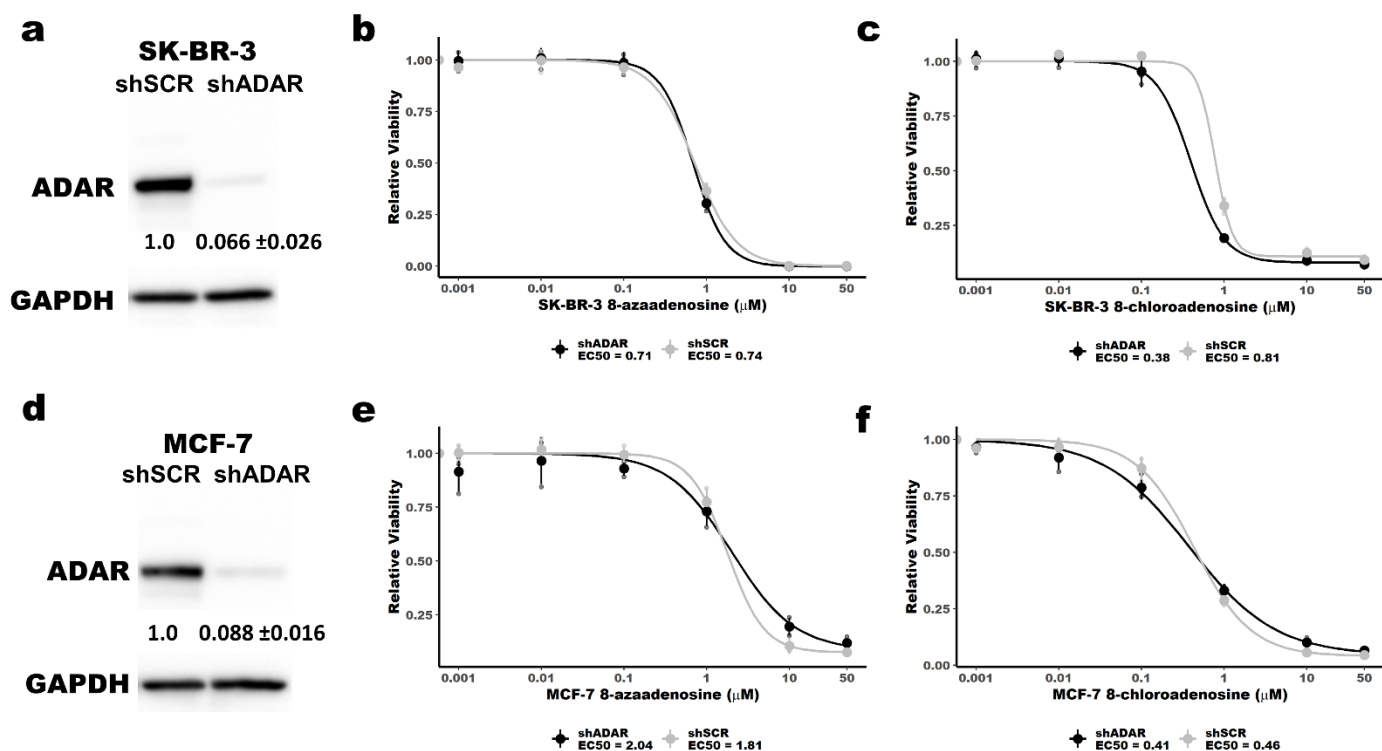 a
SK-BR-3
shSCR shADAR
ADAR
1.0 0.066 ±0.026
GAPDH
b
Relative Viability
1.00
0.75
0.50
0.25
0.00
0.001 0.01 0.1 1 10 50
SK-BR-3 8-azaadenosine (μM)
shADAR
EC50 = 0.71
shSCR
EC50 = 0.74
c
Relative Viability
1.00
0.75
0.50
0.25
0.001 0.01 0.1 1 10 50
SK-BR-3 8-chloroadenosine (μM)
shADAR
EC50 = 0.38
shSCR
EC50 = 0.81
d
MCF-7
shSCR shADAR
ADAR
1.0 0.088 ±0.016
GAPDH
e
Relative Viability
1.00
0.75
0.50
0.25
0.001 0.01 0.1 1 10 50
MCF-7 8-azaadenosine (μM)
shADAR
EC50 = 2.04
shSCR
EC50 = 1.81
f
Relative Viability
1.00
0.75
0.50
0.25
0.00
0.001 0.01 0.1 1 10 50
MCF-7 8-chloroadenosine (μM)
shADAR
EC50 = 0.41
shSCR
EC50 = 0.46